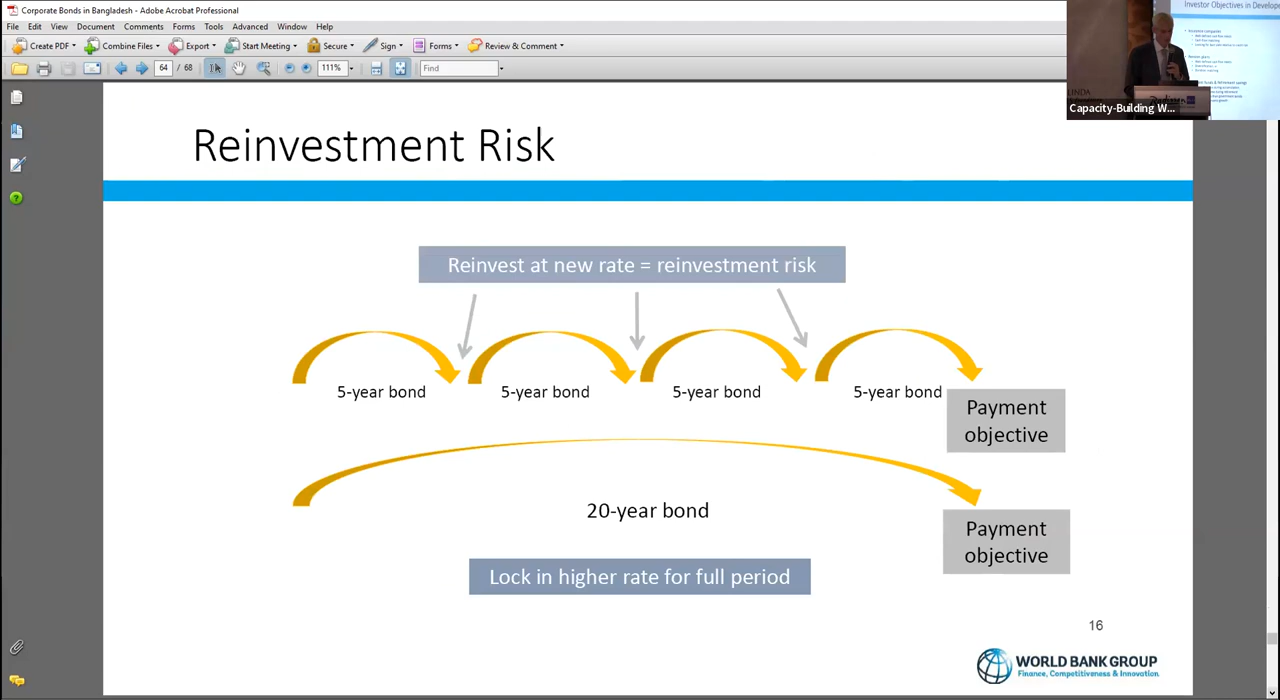 Corporate Bonds in Bangladesh - Adobe Acrobat Professional
File Edit View Document Comments Forms Tools Advanced Window Help
Create PDF Combine Files Export Start Meeting Secure Sign Forms Review & Comment
64 / 68 111% Find
Investor Objectives in Develope
Capacity-Building W...
Reinvestment Risk
Reinvest at new rate = reinvestment risk
5-year bond 5-year bond 5-year bond 5-year bond
Payment
objective
20-year bond
Payment
objective
Lock in higher rate for full period
16
WORLD BANK GROUP
Finance, Competitiveness & Innovation